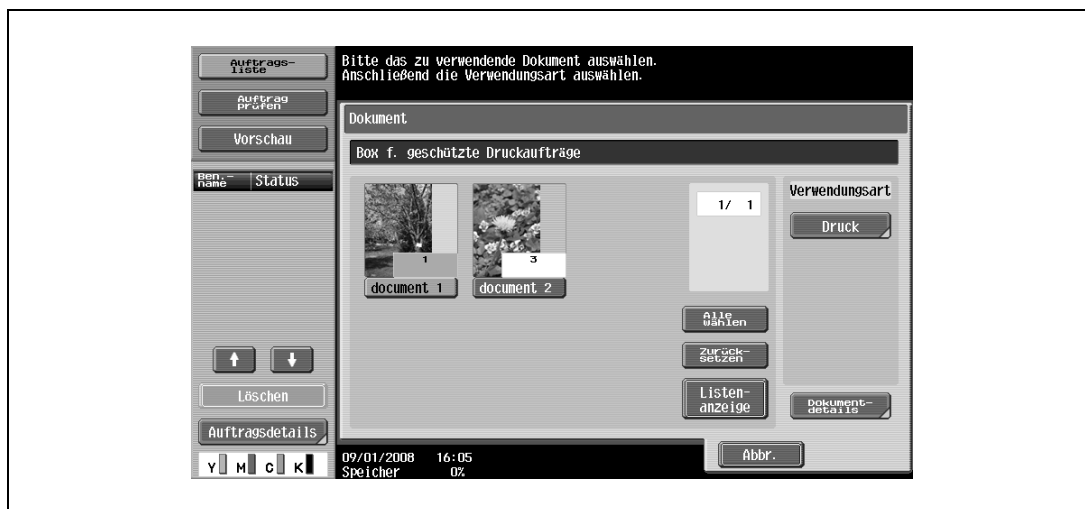 Auftrags-
liste
Auftrag
prüfen
Vorschau
Ben.-
name Status
Löschen
Auftragsdetails
Y M C K
Bitte das zu verwendende Dokument auswählen.
Anschließend die Verwendungsart auswählen.
Dokument
Box f. geschützte Druckaufträge
1
document 1
3
document 2
1/ 1
Alle
wählen
Zurück-
setzen
Listen-
anzeige
Verwendungsart
Druck
Dokument-
details
Abbr.
09/01/2008 16:05
Speicher 0%